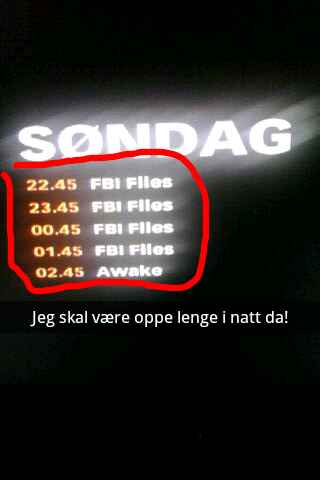 SØNDAG
22.45 FBI Files
23.45 FBI Files
00.45 FBI Files
01.45 FBI Files
02.45 Awake
Jeg skal være oppe lenge i natt da!